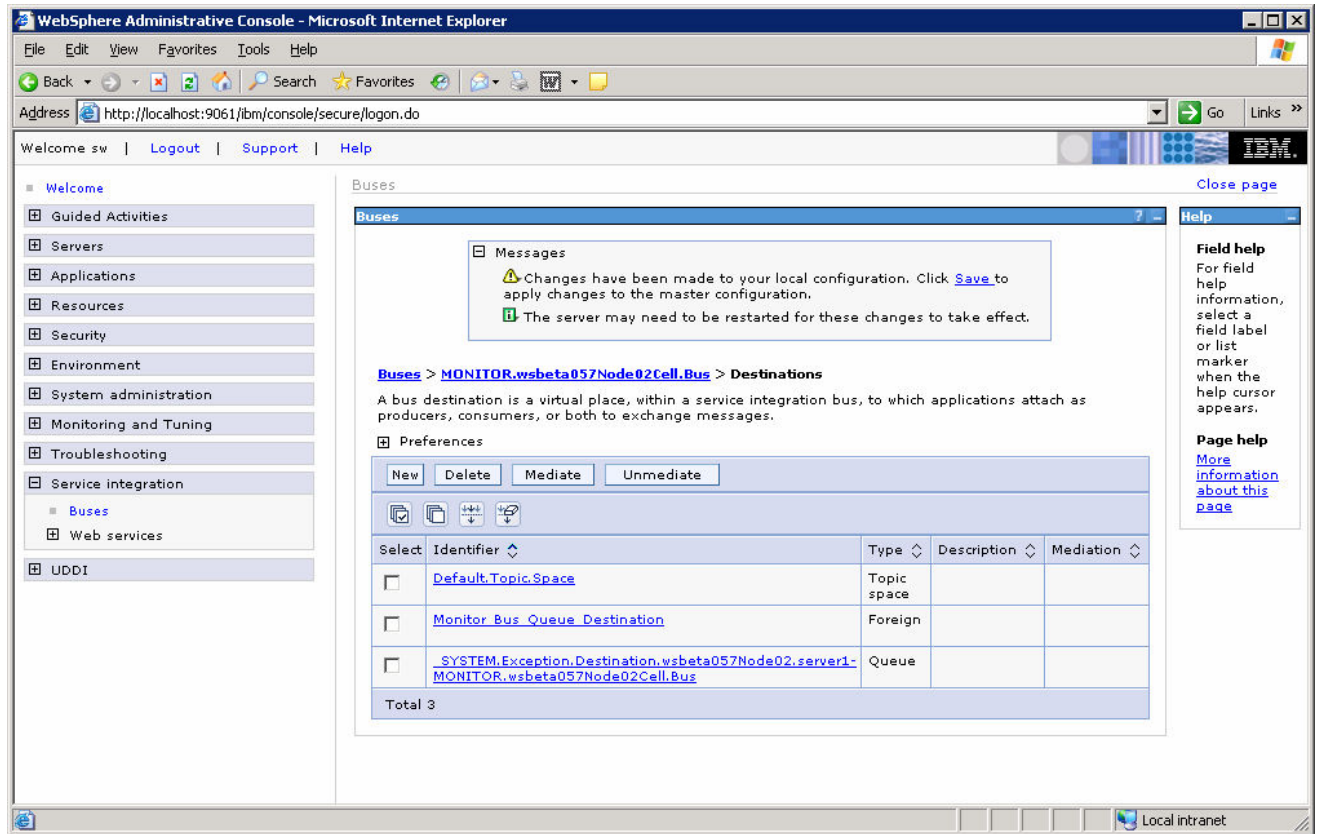 WebSphere Administrative Console - Microsoft Internet Explorer
File Edit View Favorites Tools Help
Back Search Favorites
Address http://localhost:9061/ibm/console/secure/logon.do Go Links »
Welcome sw | Logout | Support | Help IBM.
Welcome
Guided Activities
Servers
Applications
Resources
Security
Environment
System administration
Monitoring and Tuning
Troubleshooting
Service integration
Buses
Web services
UDDI
Buses Close page
Buses ? -
Messages
Changes have been made to your local configuration. Click Save to
apply changes to the master configuration.
The server may need to be restarted for these changes to take effect.
Buses > MONITOR.wsbeta057Node02Cell.Bus > Destinations
A bus destination is a virtual place, within a service integration bus, to which applications attach as
producers, consumers, or both to exchange messages.
Preferences
New Delete Mediate Unmediate
Select Identifier Type Description Mediation
Default.Topic.Space Topic
space
Monitor_Bus_Queue_Destination Foreign
_SYSTEM.Exception.Destination.wsbeta057Node02.server1- Queue
MONITOR.wsbeta057Node02Cell.Bus
Total 3
Help -
Field help
For field
help
information,
select a
field label
or list
marker
when the
help cursor
appears.
Page help
More
information
about this
page
Local intranet